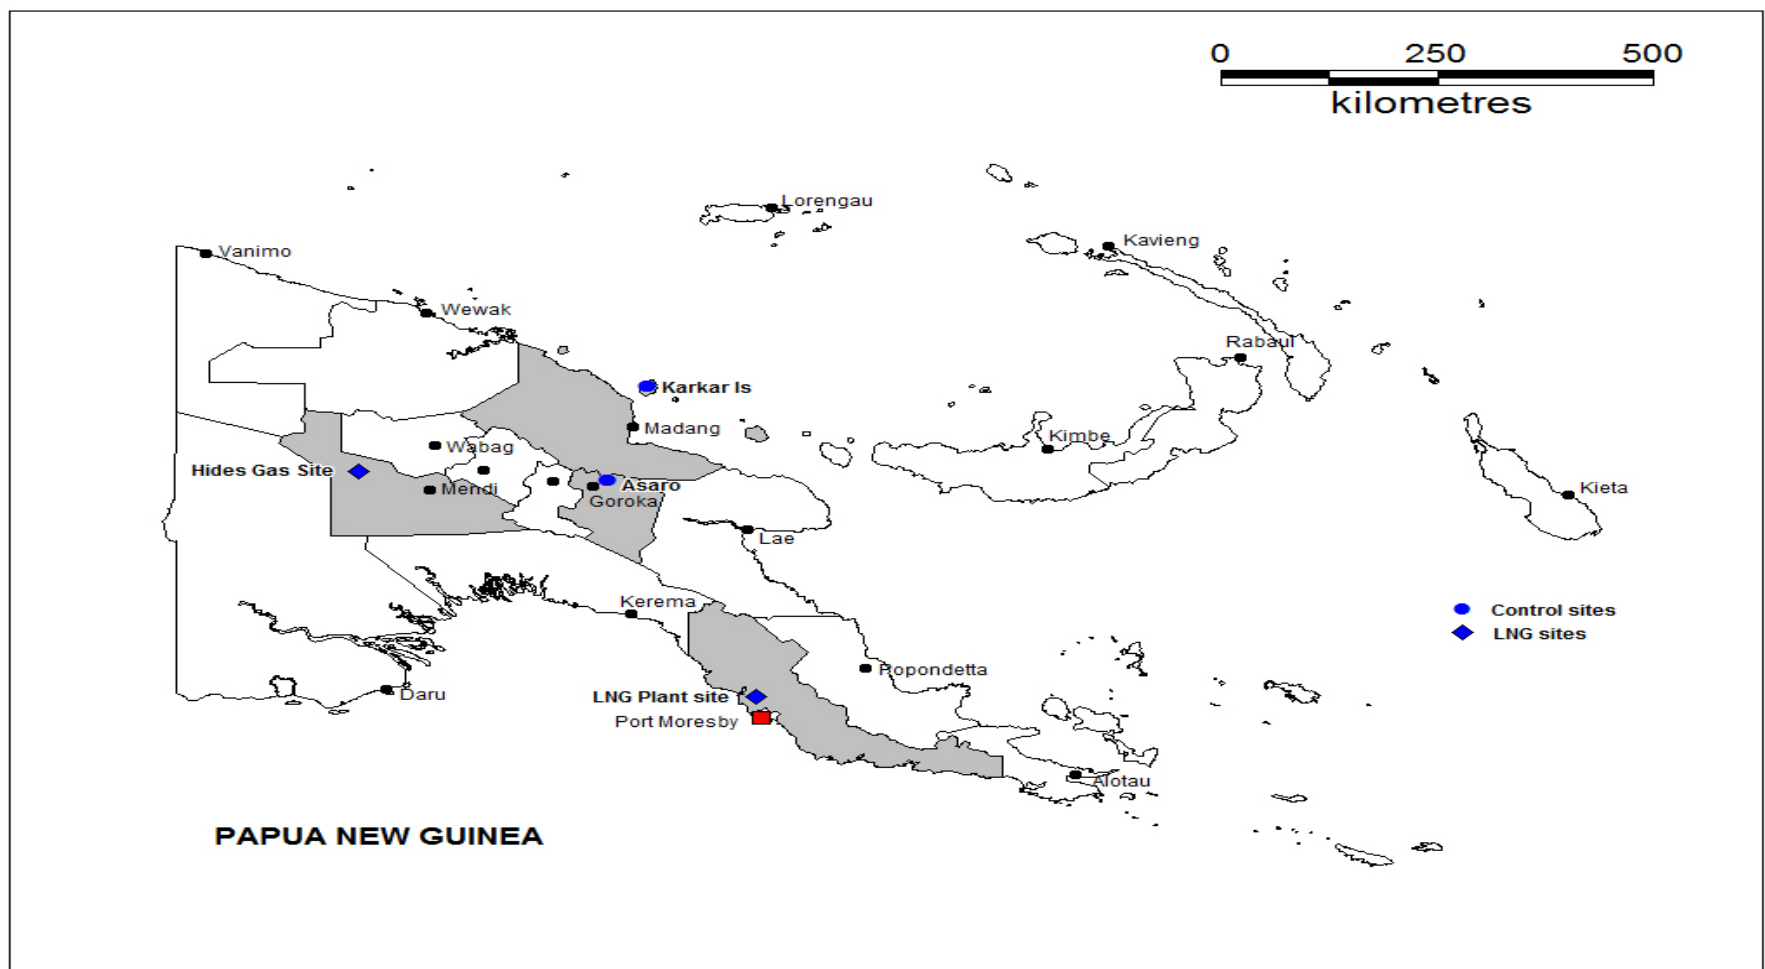 0 250 500
kilometres
Lorengau
Kavieng
Vanimo
Wewak
Rabaul
Karkar Is
Madang
Kimbe
Wabag
Hides Gas Site
Mendi
Asaro
Goroka
Kieta
Lae
Kerema
Control sites
LNG sites
Popondetta
Daru
LNG Plant site
Port Moresby
Alotau
PAPUA NEW GUINEA